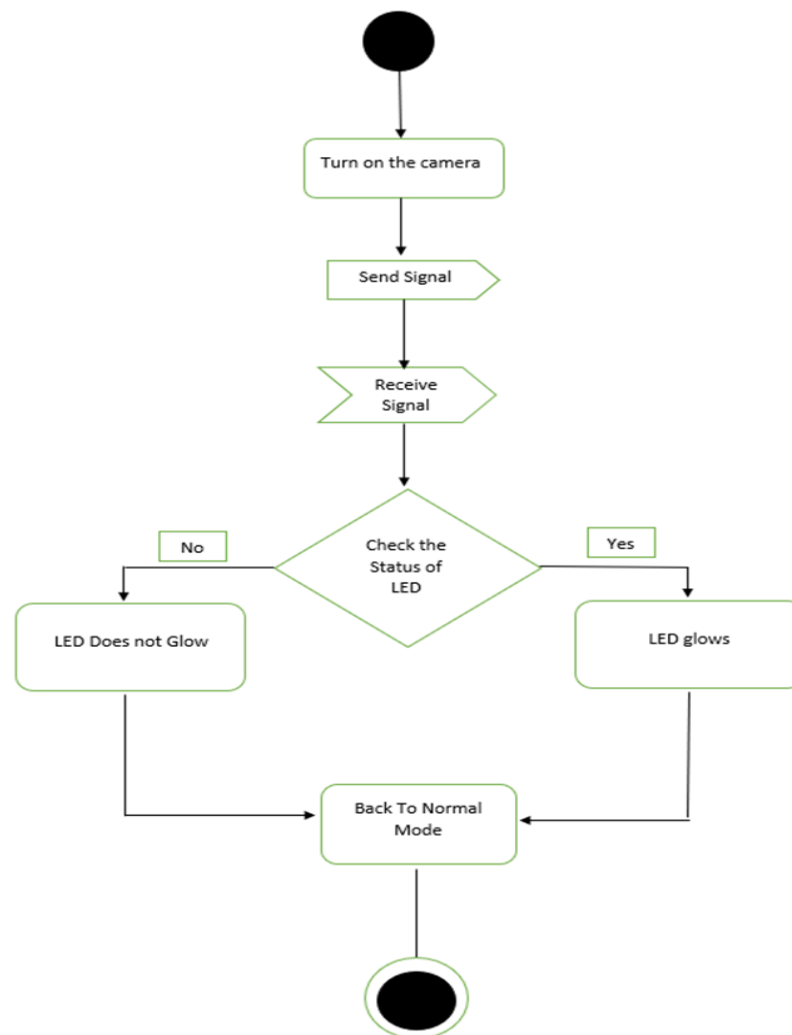 Turn on the camera
Send Signal
Receive
Signal
Check the
Status of
LED
No
Yes
LED Does not Glow
LED glows
Back To Normal
Mode